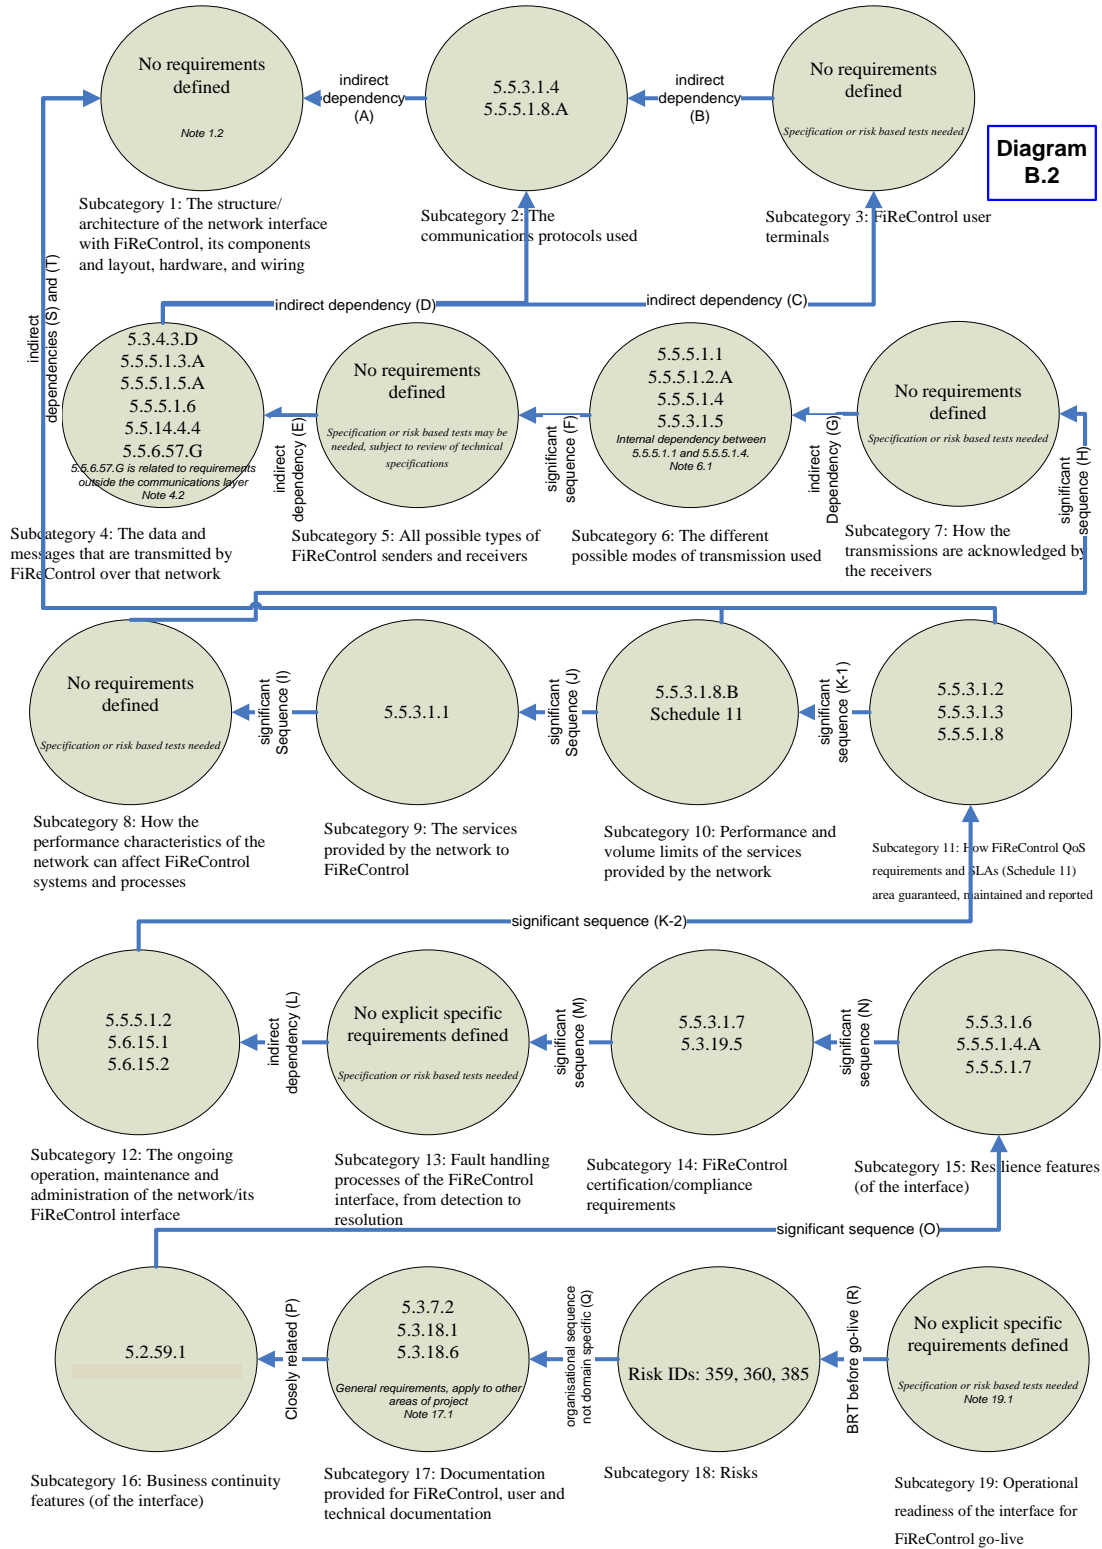 No requirements
defined
Note 1.2
indirect
dependency
(A)
5.5.3.1.4
5.5.5.1.8.A
indirect
dependency
(B)
No requirements
defined
Specification or risk based tests needed
Diagram
B.2
Subcategory 1: The structure/
architecture of the network interface
with FiReControl, its components
and layout, hardware, and wiring
Subcategory 2: The
communications protocols used
Subcategory 3: FiReControl user
terminals
indirect
dependencies (S) and (T)
indirect dependency (D)
indirect dependency (C)
5.3.4.3.D
5.5.5.1.3.A
5.5.5.1.5.A
5.5.5.1.6
5.5.14.4.4
5.5.6.57.G
5.5.6.57.G is related to requirements
outside the communications layer
Note 4.2
indirect
dependency (E)
No requirements
defined
Specification or risk based tests may be
needed, subject to review of technical
specifications
significant
sequence (F)
5.5.5.1.1
5.5.5.1.2.A
5.5.5.1.4
5.5.3.1.5
Internal dependency between
5.5.5.1.1 and 5.5.5.1.4.
Note 6.1
indirect
Dependency (G)
No requirements
defined
Specification or risk based tests needed
significant
sequence (H)
Subcategory 4: The data and
messages that are transmitted by
FiReControl over that network
Subcategory 5: All possible types of
FiReControl senders and receivers
Subcategory 6: The different
possible modes of transmission used
Subcategory 7: How the
transmissions are acknowledged by
the receivers
No requirements
defined
Specification or risk based tests needed
significant
Sequence (I)
5.5.3.1.1
significant
Sequence (J)
5.5.3.1.8.B
Schedule 11
significant
sequence (K-1)
5.5.3.1.2
5.5.3.1.3
5.5.5.1.8
Subcategory 8: How the
performance characteristics of the
network can affect FiReControl
systems and processes
Subcategory 9: The services
provided by the network to
FiReControl
Subcategory 10: Performance and
volume limits of the services
provided by the network
Subcategory 11: How FiReControl QoS
requirements and SLAs (Schedule 11)
area guaranteed, maintained and reported
significant sequence (K-2)
5.5.5.1.2
5.6.15.1
5.6.15.2
indirect
dependency (L)
No explicit specific
requirements defined
Specification or risk based tests needed
significant
sequence (M)
5.5.3.1.7
5.3.19.5
significant
sequence (N)
5.5.3.1.6
5.5.5.1.4.A
5.5.5.1.7
Subcategory 12: The ongoing
operation, maintenance and
administration of the network/its
FiReControl interface
Subcategory 13: Fault handling
processes of the FiReControl
interface, from detection to
resolution
Subcategory 14: FiReControl
certification/compliance
requirements
Subcategory 15: Resilience features
(of the interface)
significant sequence (O)
5.2.59.1
Closely related (P)
5.3.7.2
5.3.18.1
5.3.18.6
General requirements, apply to other
areas of project
Note 17.1
organisational sequence
not domain specific (Q)
Risk IDs: 359, 360, 385
BRT before go-live (R)
No explicit specific
requirements defined
Specification or risk based tests needed
Note 19.1
Subcategory 16: Business continuity
features (of the interface)
Subcategory 17: Documentation
provided for FiReControl, user and
technical documentation
Subcategory 18: Risks
Subcategory 19: Operational
readiness of the interface for
FiReControl go-live